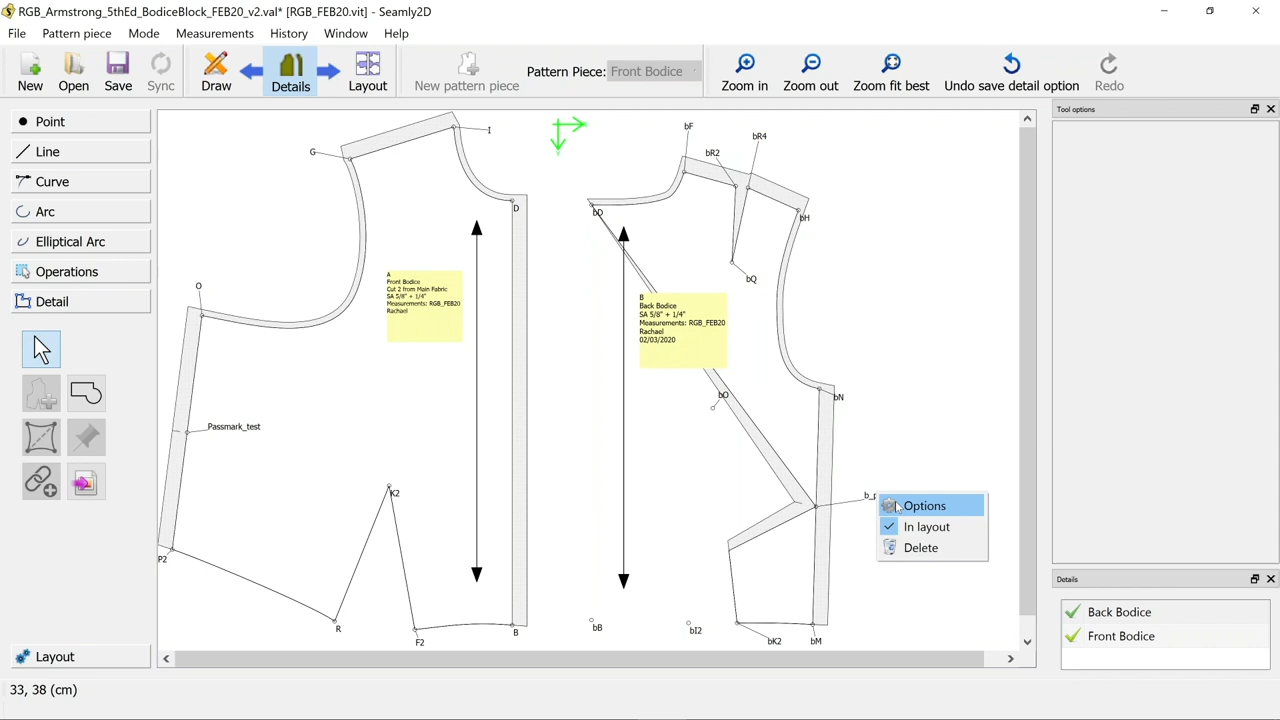 RGB_Armstrong_5thEd_BodiceBlock_FEB20_v2.val* [RGB_FEB20.vit] - Seamly2D
File Pattern piece Mode Measurements History Window Help
New Open Save Sync Draw Details Layout New pattern piece Pattern Piece: Front Bodice Zoom in Zoom out Zoom fit best Undo save detail option Redo
Point
Line
Curve
Arc
Elliptical Arc
Operations
Detail
Layout
G
I
D
O
Passmark_test
K2
P2
R
F2
B
A
Front Bodice
Cut 2 from Main Fabric
SA 5/8" + 1/4"
Measurements: RGB_FEB20
Rachael
bF
bR4
bR2
bD
bH
bQ
B
Back Bodice
SA 5/8" + 1/4"
Measurements: RGB_FEB20
Rachael
02/03/2020
bO
bN
b_p
bB
bI2
bK2
bM
Options
In layout
Delete
Tool options
Details
Back Bodice
Front Bodice
33, 38 (cm)